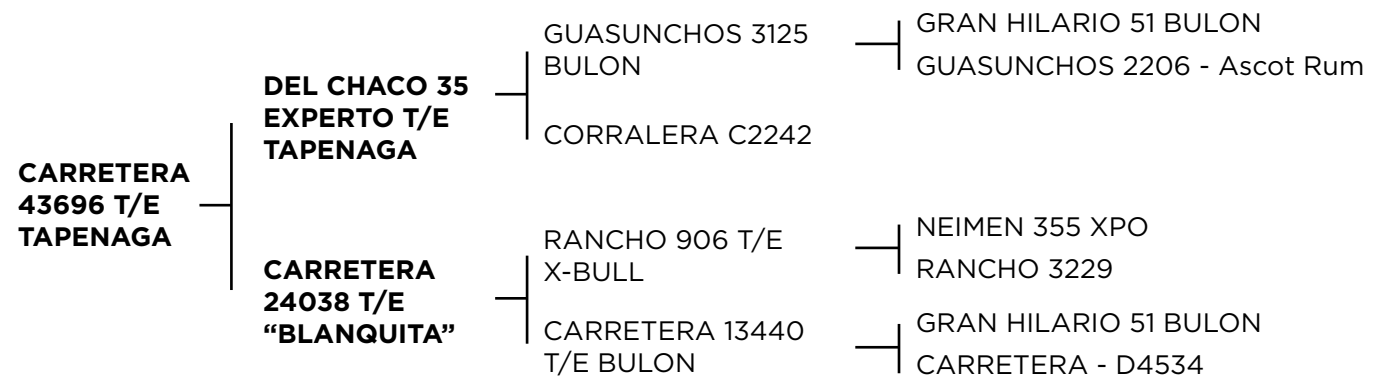 CARRETERA
43696 T/E
TAPENAGA
DEL CHACO 35
EXPERTO T/E
TAPENAGA
CARRETERA
24038 T/E
“BLANQUITA”
GUASUNCHOS 3125
BULON
CORRALERA C2242
RANCHO 906 T/E
X-BULL
CARRETERA 13440
T/E BULON
GRAN HILARIO 51 BULON
GUASUNCHOS 2206 - Ascot Rum
NEIMEN 355 XPO
RANCHO 3229
GRAN HILARIO 51 BULON
CARRETERA - D4534